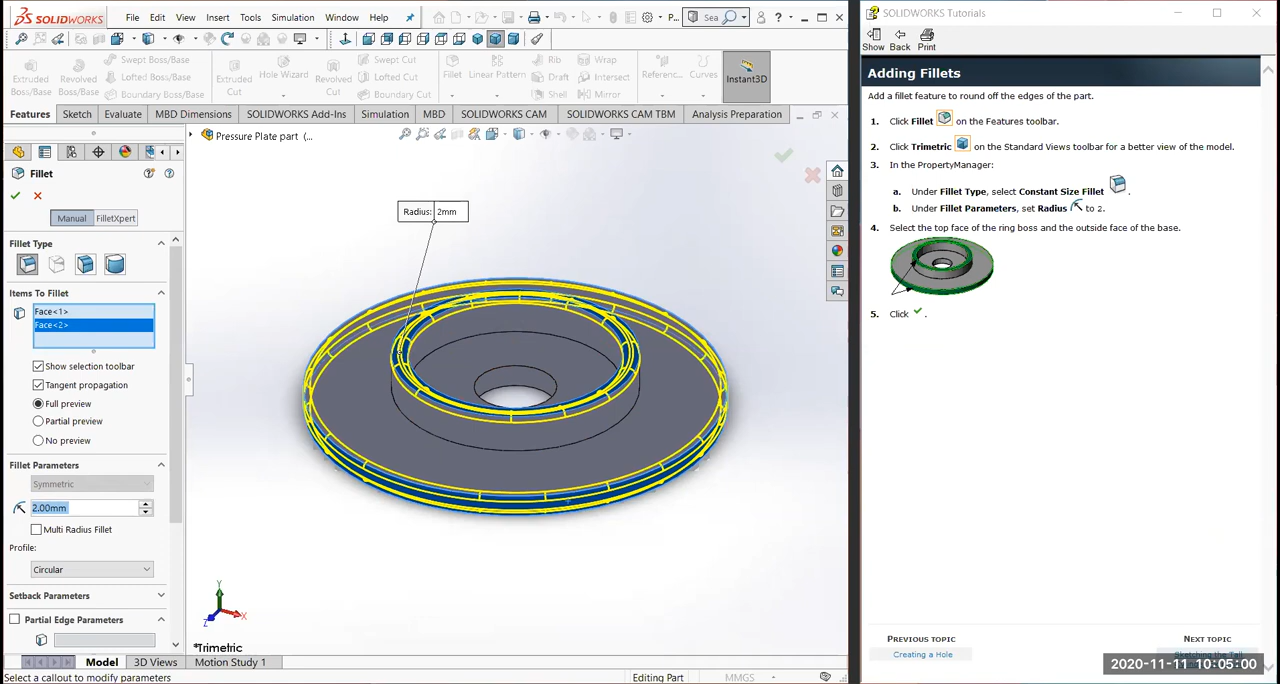 SOLIDWORKS File Edit View Insert Tools Simulation Window Help P... Sea ?
Extruded Boss/Base
Revolved Boss/Base
Swept Boss/Base
Lofted Boss/Base
Boundary Boss/Base
Extruded Cut
Hole Wizard
Revolved Cut
Swept Cut
Lofted Cut
Boundary Cut
Fillet
Linear Pattern
Rib
Draft
Shell
Wrap
Intersect
Mirror
Referenc...
Curves
Instant3D
Features Sketch Evaluate MBD Dimensions SOLIDWORKS Add-Ins Simulation MBD SOLIDWORKS CAM SOLIDWORKS CAM TBM Analysis Preparation
Pressure Plate part (...
Fillet
Manual FilletXpert
Fillet Type
Items To Fillet
Face<1>
Face<2>
Show selection toolbar
Tangent propagation
Full preview
Partial preview
No preview
Fillet Parameters
Symmetric
2.00mm
Multi Radius Fillet
Profile:
Circular
Setback Parameters
Partial Edge Parameters
Radius: 2mm
Y
X
Z
*Trimetric
Model 3D Views Motion Study 1
Select a callout to modify parameters Editing Part MMGS
SOLIDWORKS Tutorials
Show Back Print
Adding Fillets
Add a fillet feature to round off the edges of the part.
1. Click Fillet on the Features toolbar.
2. Click Trimetric on the Standard Views toolbar for a better view of the model.
3. In the PropertyManager:
a. Under Fillet Type, select Constant Size Fillet .
b. Under Fillet Parameters, set Radius to 2.
4. Select the top face of the ring boss and the outside face of the base.
5. Click .
PREVIOUS TOPIC
Creating a Hole
NEXT TOPIC
Sketching the Tall
2020-11-11 10:05:00